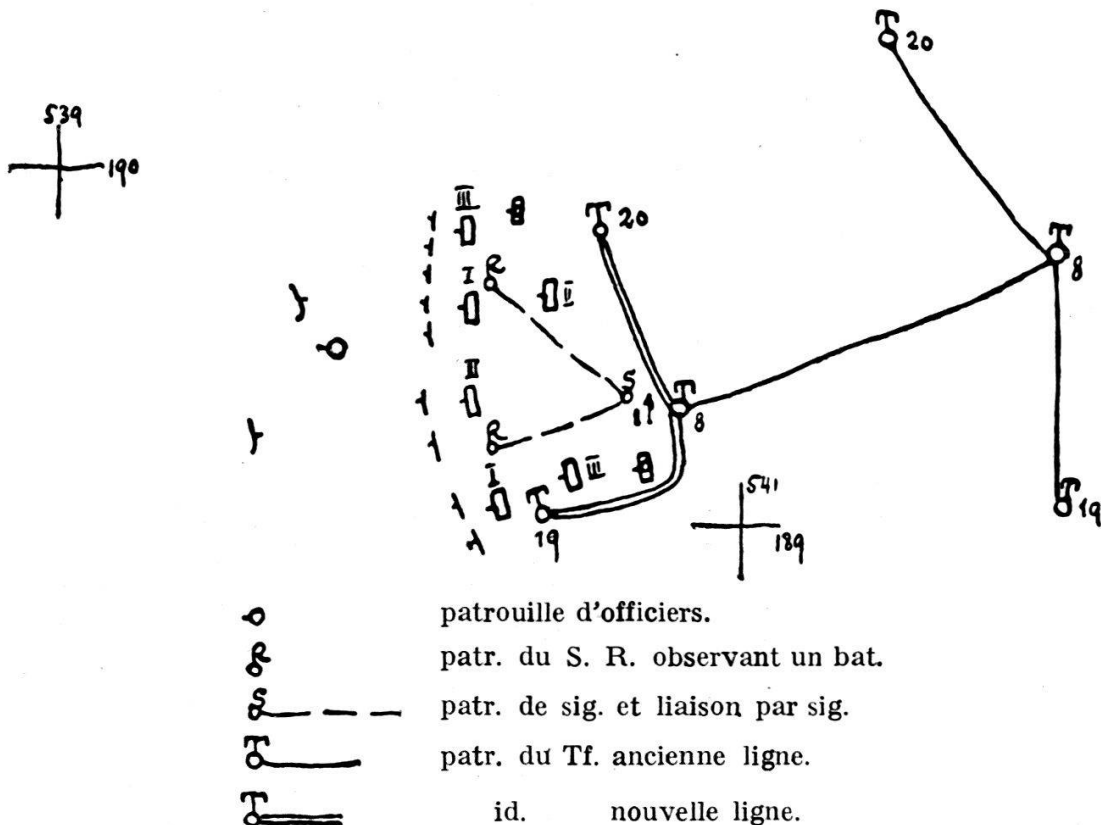 T 20
539
190
III
T 20
T 8
I R
II
II
S
T 8
R
I
III
T 19
541
189
T 19
patrouille d'officiers.
R patr. du S. R. observant un bat.
S patr. de sig. et liaison par sig.
T patr. du Tf. ancienne ligne.
T id. nouvelle ligne.